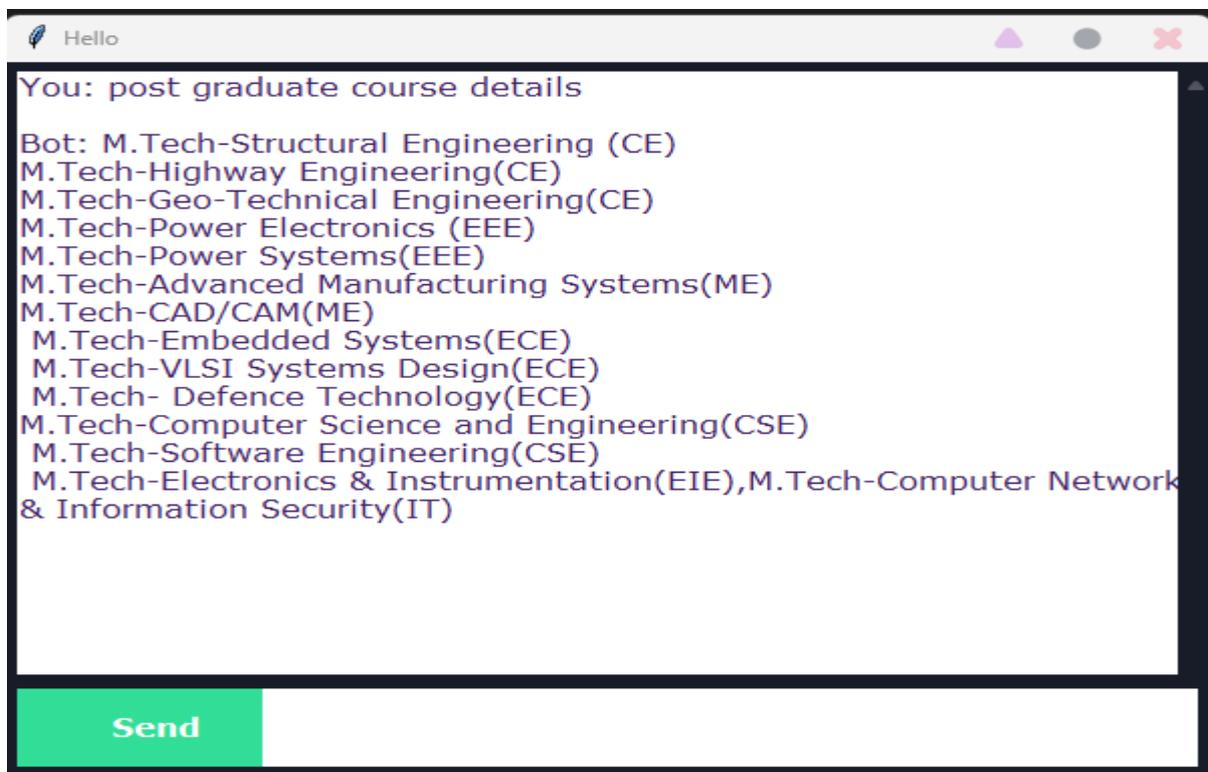 Hello
You: post graduate course details
Bot: M.Tech-Structural Engineering (CE)
M.Tech-Highway Engineering(CE)
M.Tech-Geo-Technical Engineering(CE)
M.Tech-Power Electronics (EEE)
M.Tech-Power Systems(EEE)
M.Tech-Advanced Manufacturing Systems(ME)
M.Tech-CAD/CAM(ME)
M.Tech-Embedded Systems(ECE)
M.Tech-VLSI Systems Design(ECE)
M.Tech- Defence Technology(ECE)
M.Tech-Computer Science and Engineering(CSE)
M.Tech-Software Engineering(CSE)
M.Tech-Electronics & Instrumentation(EIE),M.Tech-Computer Network
& Information Security(IT)
Send